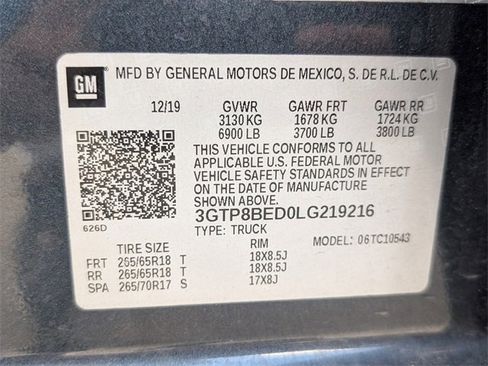 GM MFD BY GENERAL MOTORS DE MEXICO, S. DE R.L. DE C.V.
12/19 GVWR GAWR FRT GAWR RR
3130 KG 1678 KG 1724 KG
6900 LB 3700 LB 3800 LB
THIS VEHICLE CONFORMS TO ALL
APPLICABLE U.S. FEDERAL MOTOR
VEHICLE SAFETY STANDARDS IN EFFECT
ON THE DATE OF MANUFACTURE SHOWN
ABOVE.
3GTP8BED0LG219216
626D TYPE: TRUCK
TIRE SIZE RIM MODEL: 06TC10543
FRT 265/65R18 T 18X8.5J
RR 265/65R18 T 18X8.5J
SPA 265/70R17 S 17X8J